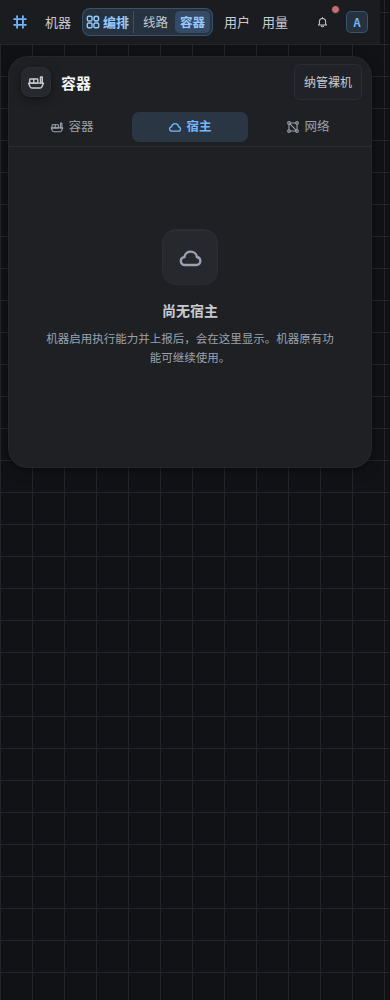 机器 编排 线路 容器 用户 用量 A
容器 纳管裸机
容器 宿主 网络
尚无宿主
机器启用执行能力并上报后，会在这里显示。机器原有功
能可继续使用。